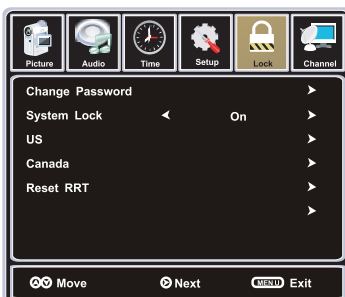 Picture Audio Time Setup Lock Channel
Change Password
System Lock On
US
Canada
Reset RRT
Move Next MENU Exit